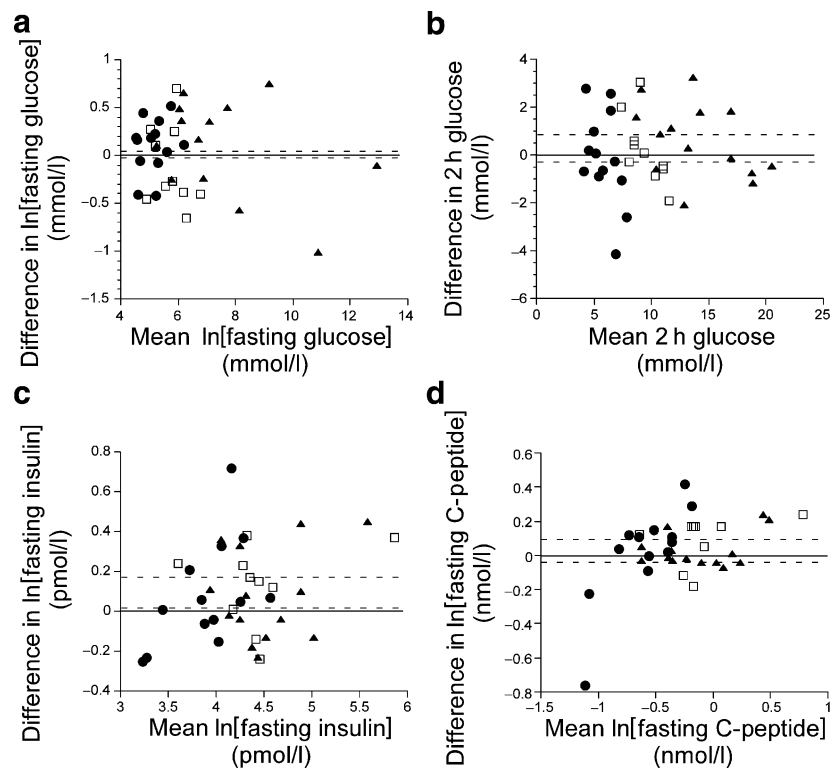 a
Difference in ln[fasting glucose]
(mmol/l)
1
0.5
0
−0.5
−1
−1.5
4 6 8 10 12 14
Mean ln[fasting glucose]
(mmol/l)
b
Difference in 2 h glucose
(mmol/l)
4
2
0
−2
−4
−6
0 5 10 15 20 25
Mean 2 h glucose
(mmol/l)
c
Difference in ln[fasting insulin]
(pmol/l)
0.8
0.6
0.4
0.2
0
−0.2
−0.4
3 3.5 4 4.5 5 5.5 6
Mean ln[fasting insulin]
(pmol/l)
d
Difference in ln[fasting C-peptide]
(nmol/l)
0.6
0.4
0.2
0
−0.2
−0.4
−0.6
−0.8
−1.5 −1 −0.5 0 0.5 1
Mean ln[fasting C-peptide]
(nmol/l)